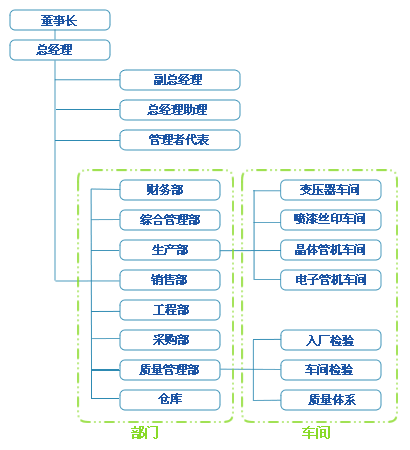 董事长
总经理
副总经理
总经理助理
管理者代表
财务部
综合管理部
生产部
销售部
工程部
采购部
质量管理部
仓库
部门
变压器车间
喷漆丝印车间
晶体管机车间
电子管机车间
入厂检验
车间检验
质量体系
车间